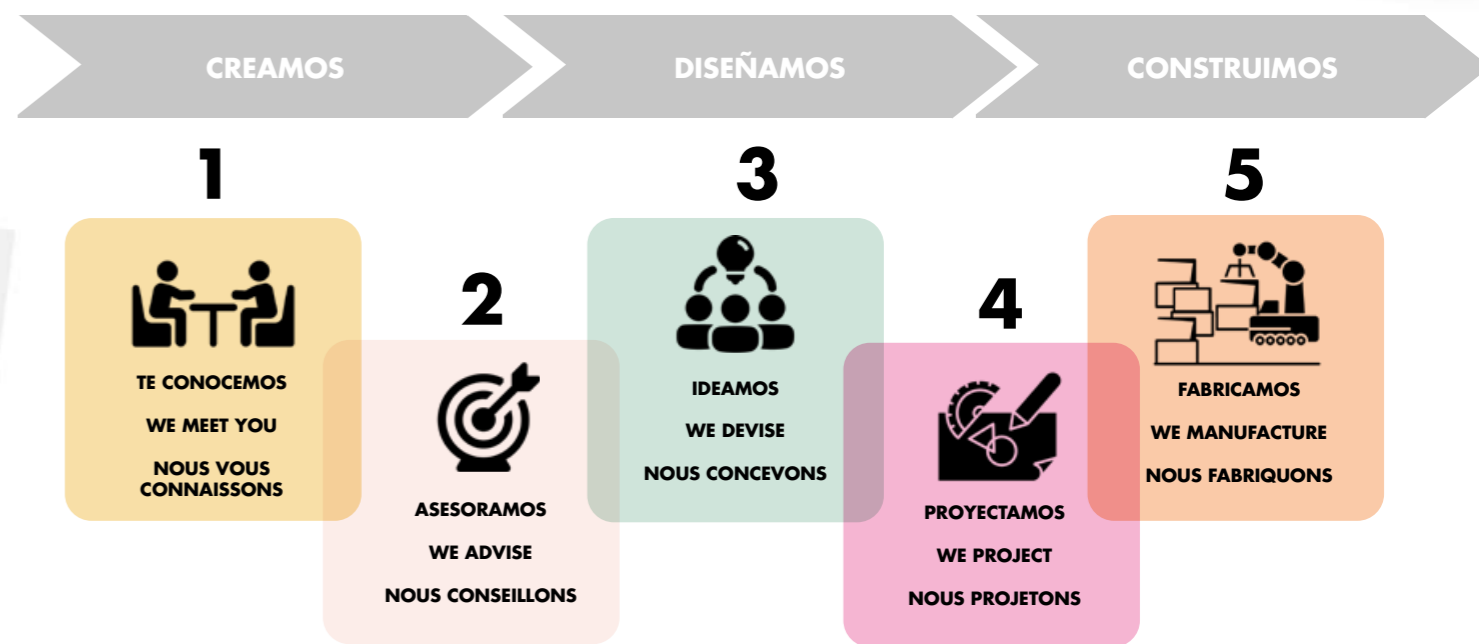 CREAMOS
DISEÑAMOS
CONSTRUIMOS
1
TE CONOCEMOS
WE MEET YOU
NOUS VOUS
CONNAISSONS
2
ASESORAMOS
WE ADVISE
NOUS CONSEILLONS
3
IDEAMOS
WE DEVISE
NOUS CONCEVONS
4
PROYECTAMOS
WE PROJECT
NOUS PROJETONS
5
FABRICAMOS
WE MANUFACTURE
NOUS FABRIQUONS